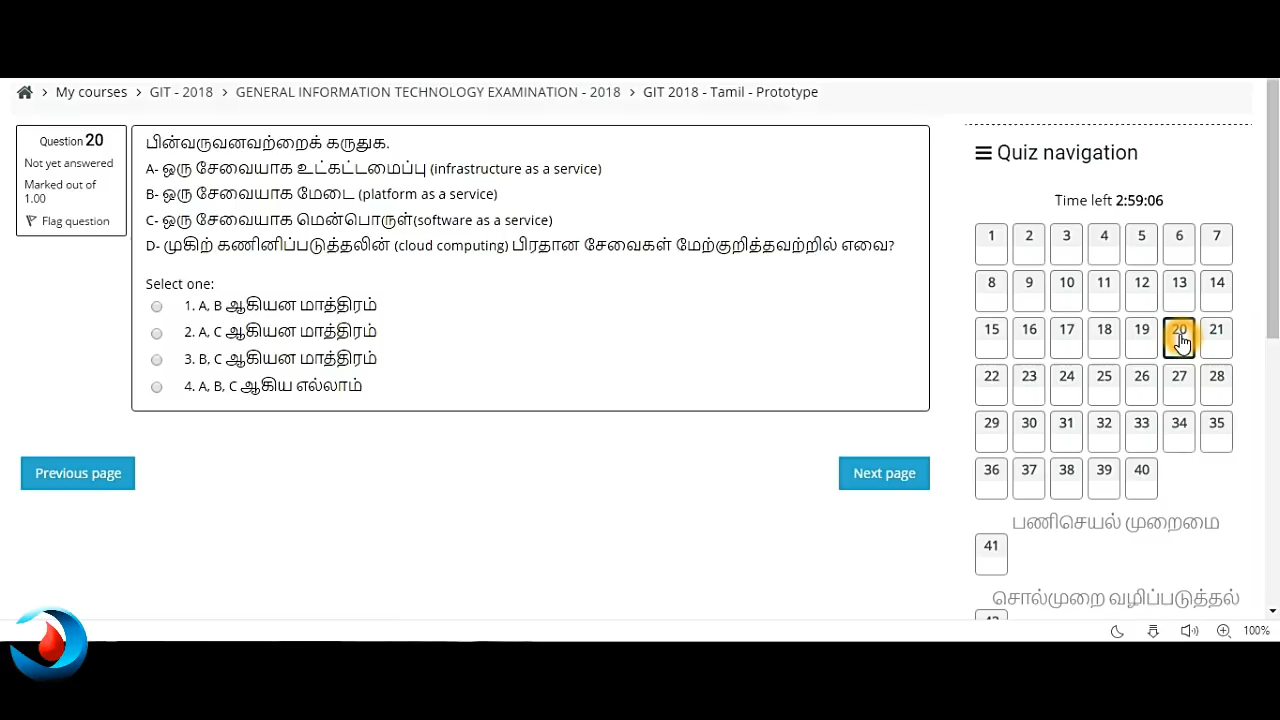 My courses > GIT - 2018 > GENERAL INFORMATION TECHNOLOGY EXAMINATION - 2018 > GIT 2018 - Tamil - Prototype
Question 20
Not yet answered
Marked out of
1.00
Flag question
பின்வருவனவற்றைக் கருதுக.
A- ஒரு சேவையாக உட்கட்டமைப்பு (infrastructure as a service)
B- ஒரு சேவையாக மேடை (platform as a service)
C- ஒரு சேவையாக மென்பொருள்(software as a service)
D- முகிற் கணினிப்படுத்தலின் (cloud computing) பிரதான சேவைகள் மேற்குறித்தவற்றில் எவை?
Select one:
1. A, B ஆகியன மாத்திரம்
2. A, C ஆகியன மாத்திரம்
3. B, C ஆகியன மாத்திரம்
4. A, B, C ஆகிய எல்லாம்
Previous page
Next page
Quiz navigation
Time left 2:59:06
1 2 3 4 5 6 7
8 9 10 11 12 13 14
15 16 17 18 19 20 21
22 23 24 25 26 27 28
29 30 31 32 33 34 35
36 37 38 39 40
பணிசெயல் முறைமை
41
சொல்முறை வழிப்படுத்தல்
100%